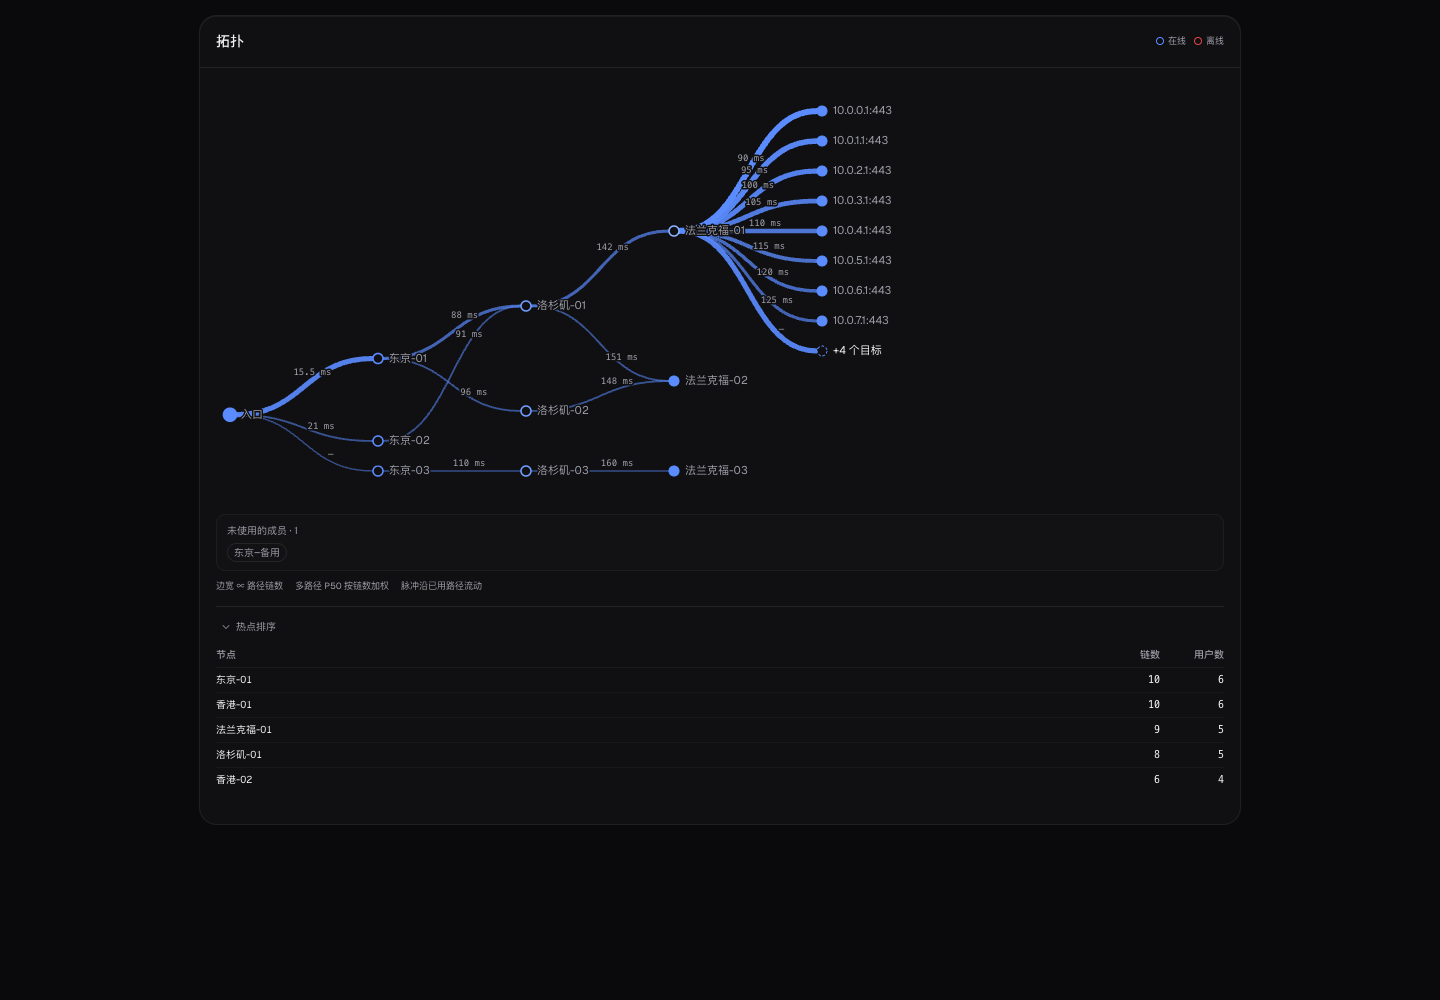 拓扑
在线 离线
10.0.0.1:443
10.0.1.1:443
90 ms
95 ms
10.0.2.1:443
100 ms
10.0.3.1:443
105 ms
110 ms
法兰克福-01
10.0.4.1:443
142 ms
115 ms
10.0.5.1:443
120 ms
10.0.6.1:443
125 ms
洛杉矶-01
88 ms
10.0.7.1:443
91 ms
–
+4 个目标
151 ms
东京-01
15.5 ms
148 ms
法兰克福-02
96 ms
洛杉矶-02
入口
21 ms
东京-02
–
110 ms
160 ms
东京-03
洛杉矶-03
法兰克福-03
未使用的成员 · 1
东京-备用
边宽 ∝ 路径链数 多路径 P50 按链数加权 脉冲沿已用路径流动
热点排序
节点 链数 用户数
东京-01 10 6
香港-01 10 6
法兰克福-01 9 5
洛杉矶-01 8 5
香港-02 6 4